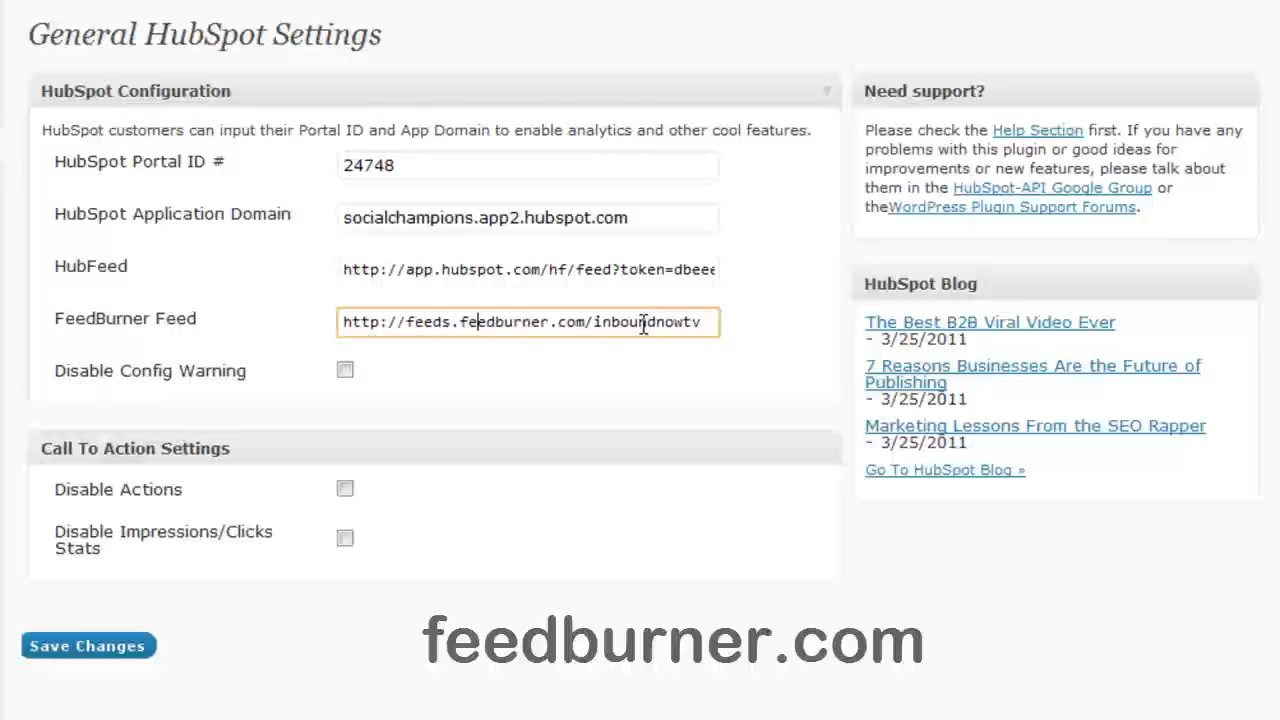 General HubSpot Settings
HubSpot Configuration
HubSpot customers can input their Portal ID and App Domain to enable analytics and other cool features.
HubSpot Portal ID #
24748
HubSpot Application Domain
socialchampions.app2.hubspot.com
HubFeed
http://app.hubspot.com/hf/feed?token=dbeee
FeedBurner Feed
http://feeds.feedburner.com/inboundnowtv
Disable Config Warning
Call To Action Settings
Disable Actions
Disable Impressions/Clicks
Stats
Save Changes
Need support?
Please check the Help Section first. If you have any
problems with this plugin or good ideas for
improvements or new features, please talk about
them in the HubSpot-API Google Group or
theWordPress Plugin Support Forums.
HubSpot Blog
The Best B2B Viral Video Ever
- 3/25/2011
7 Reasons Businesses Are the Future of
Publishing
- 3/25/2011
Marketing Lessons From the SEO Rapper
- 3/25/2011
Go To HubSpot Blog »
feedburner.com